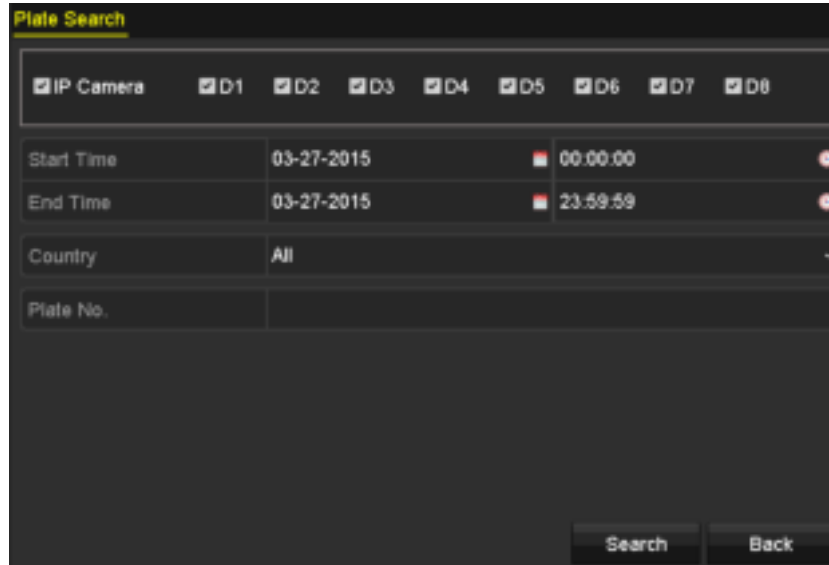 Plate Search
IP Camera D1 D2 D3 D4 D5 D6 D7 D8
Start Time 03-27-2015 00:00:00
End Time 03-27-2015 23:59:59
Country All
Plate No.
Search Back